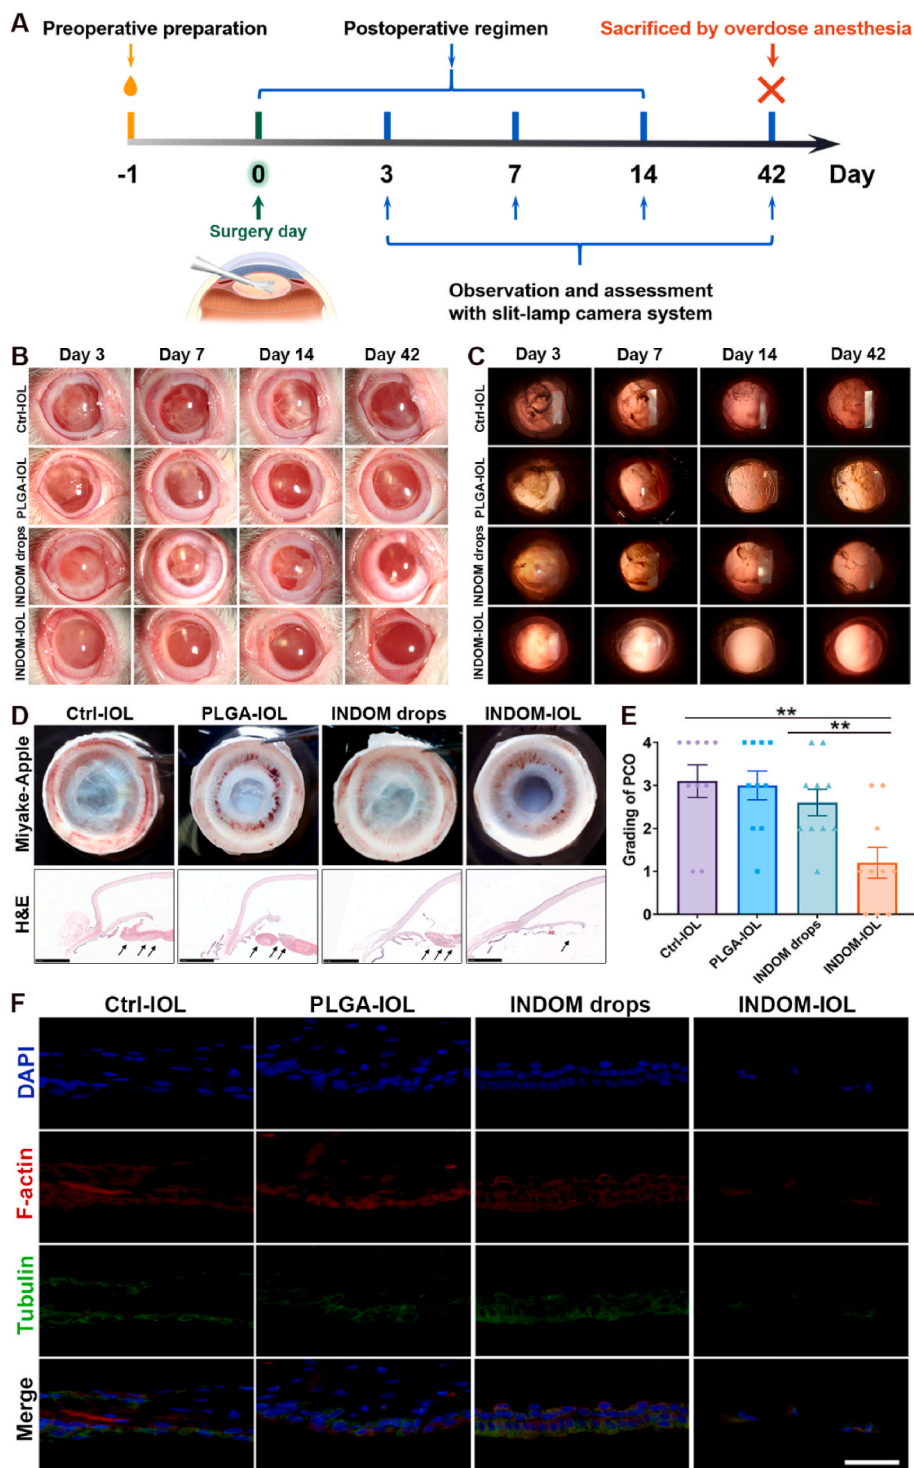 A
Preoperative preparation
Postoperative regimen
Sacrificed by overdose anesthesia
-1
0
3
7
14
42
Day
Surgery day
Observation and assessment
with slit-lamp camera system
B
Day 3
Day 7
Day 14
Day 42
Ctrl-IOL
PLGA-IOL
INDOM drops
INDOM-IOL
C
Day 3
Day 7
Day 14
Day 42
Ctrl-IOL
PLGA-IOL
INDOM drops
INDOM-IOL
D
Ctrl-IOL
PLGA-IOL
INDOM drops
INDOM-IOL
Miyake-Apple
H&E
E
**
**
Grading of PCO
4
3
2
1
0
Ctrl-IOL
PLGA-IOL
INDOM drops
INDOM-IOL
F
Ctrl-IOL
PLGA-IOL
INDOM drops
INDOM-IOL
DAPI
F-actin
Tubulin
Merge